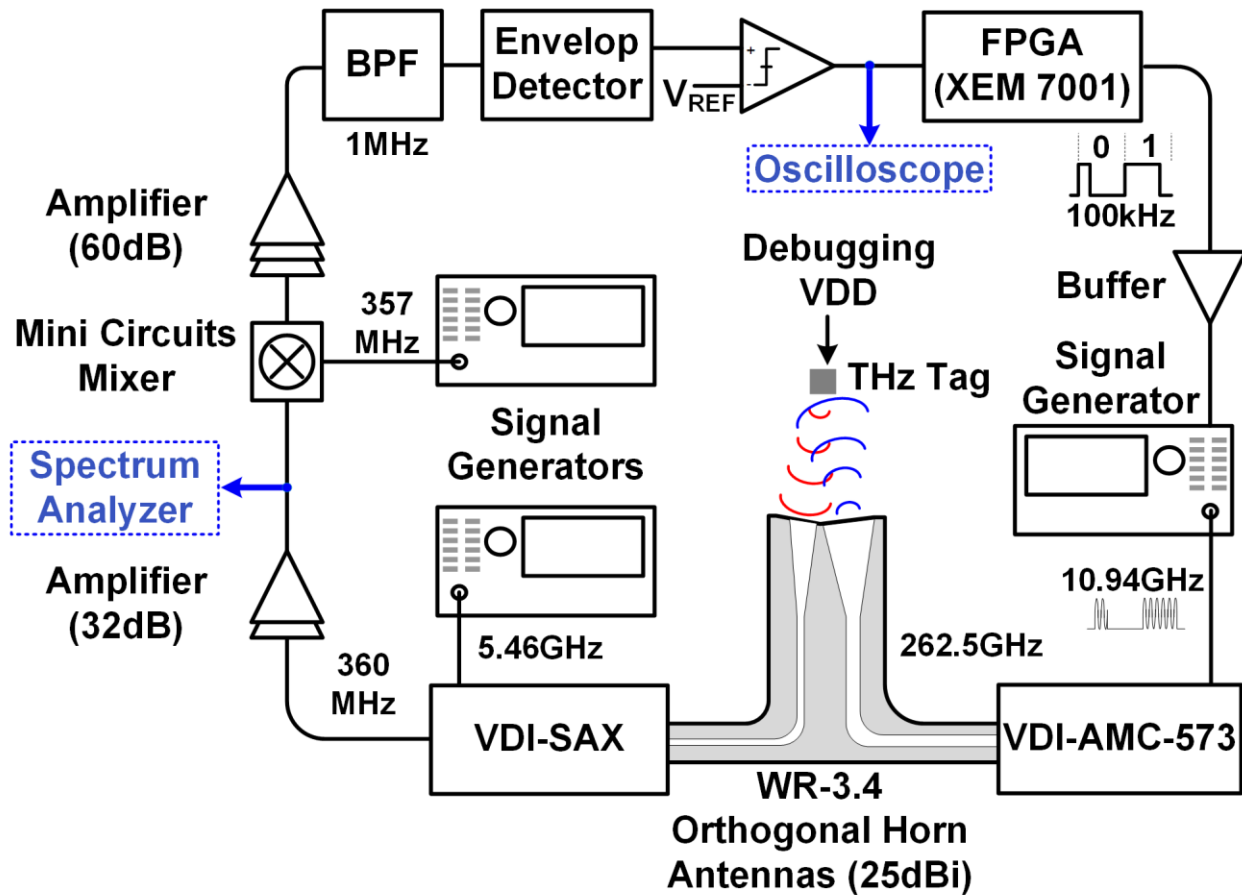 BPF
1MHz
Envelop
Detector
+
-
VREF
FPGA
(XEM 7001)
Oscilloscope
0 1
100kHz
Amplifier
(60dB)
Debugging
VDD
Buffer
357
MHz
Mini Circuits
Mixer
THz Tag
Signal
Generator
Signal
Generators
Spectrum
Analyzer
10.94GHz
Amplifier
(32dB)
5.46GHz
262.5GHz
360
MHz
VDI-SAX
VDI-AMC-573
WR-3.4
Orthogonal Horn
Antennas (25dBi)